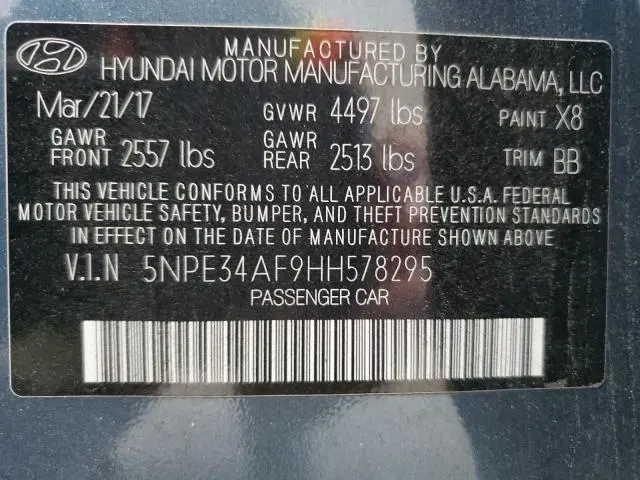 MANUFACTURED BY
HYUNDAI MOTOR MANUFACTURING ALABAMA, LLC
Mar/21/17 GVWR 4497 lbs PAINT X8
GAWR FRONT 2557 lbs GAWR REAR 2513 lbs TRIM BB
THIS VEHICLE CONFORMS TO ALL APPLICABLE U.S.A. FEDERAL
MOTOR VEHICLE SAFETY, BUMPER, AND THEFT PREVENTION STANDARDS
IN EFFECT ON THE DATE OF MANUFACTURE SHOWN ABOVE
V.I.N 5NPE34AF9HH578295
PASSENGER CAR